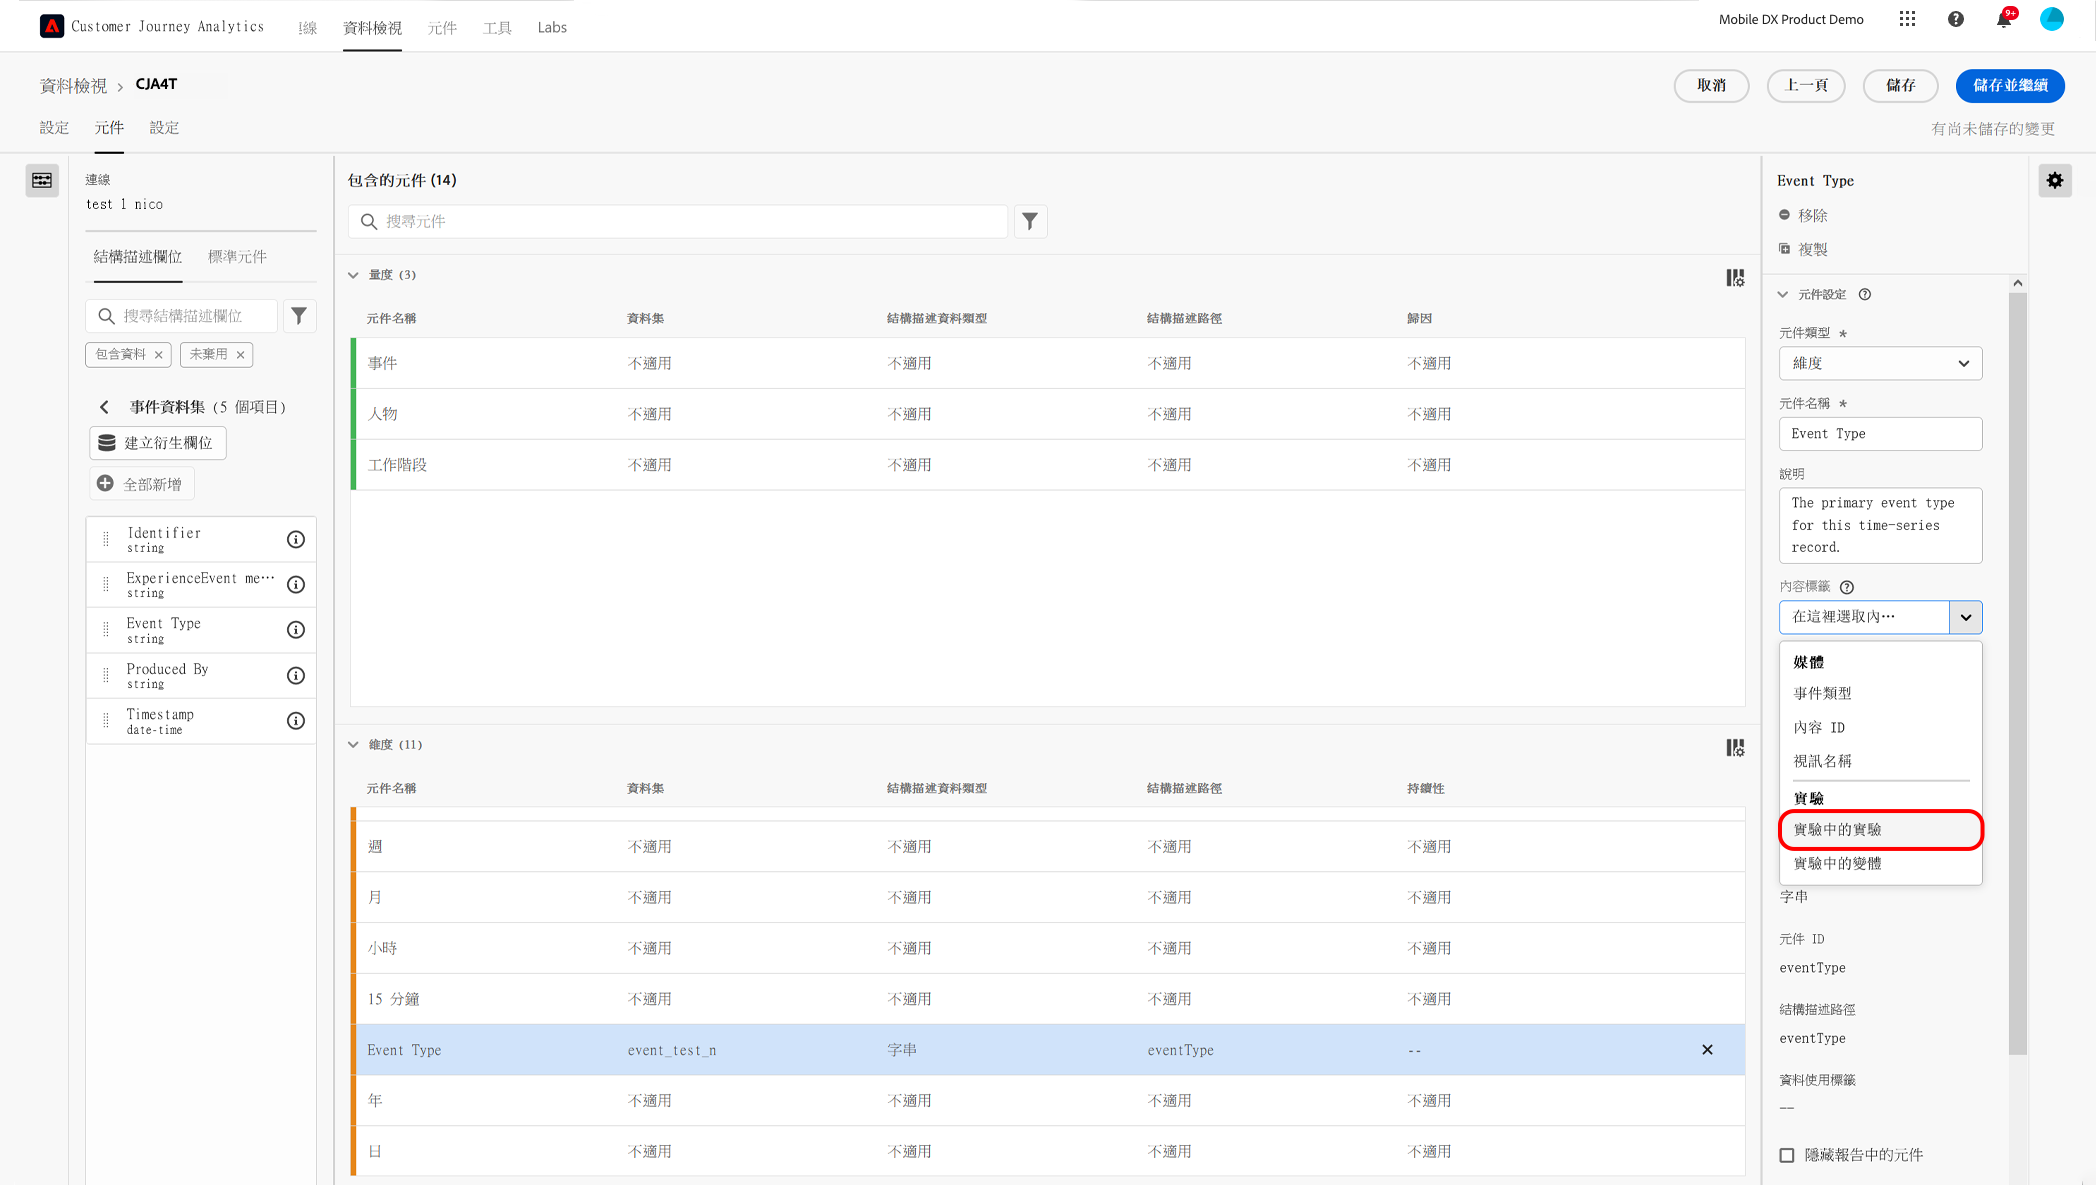 Customer Journey Analytics
線
資料檢視
元件
工具
Labs
Mobile DX Product Demo
9+
資料檢視
CJA4T
取消
上一頁
儲存
儲存並繼續
設定
元件
設定
有尚未儲存的變更
連線
test 1 nico
結構描述欄位
標準元件
搜尋結構描述欄位
包含資料
未棄用
事件資料集 (5 個項目)
建立衍生欄位
全部新增
Identifier
string
ExperienceEvent me…
string
Event Type
string
Produced By
string
Timestamp
date-time
包含的元件 (14)
搜尋元件
量度 (3)
元件名稱 資料集 結構描述資料類型 結構描述路徑 歸因
事件 不適用 不適用 不適用 不適用
人物 不適用 不適用 不適用 不適用
工作階段 不適用 不適用 不適用 不適用
維度 (11)
元件名稱 資料集 結構描述資料類型 結構描述路徑 持續性
週 不適用 不適用 不適用 不適用
月 不適用 不適用 不適用 不適用
小時 不適用 不適用 不適用 不適用
15 分鐘 不適用 不適用 不適用 不適用
Event Type event_test_n 字串 eventType --
年 不適用 不適用 不適用 不適用
日 不適用 不適用 不適用 不適用
Event Type
移除
複製
元件設定
元件類型 *
維度
元件名稱 *
Event Type
說明
The primary event type
for this time-series
record.
內容標籤
在這裡選取內…
媒體
事件類型
內容 ID
視訊名稱
實驗
實驗中的實驗
實驗中的變體
字串
元件 ID
eventType
結構描述路徑
eventType
資料使用標籤
—
隱藏報告中的元件